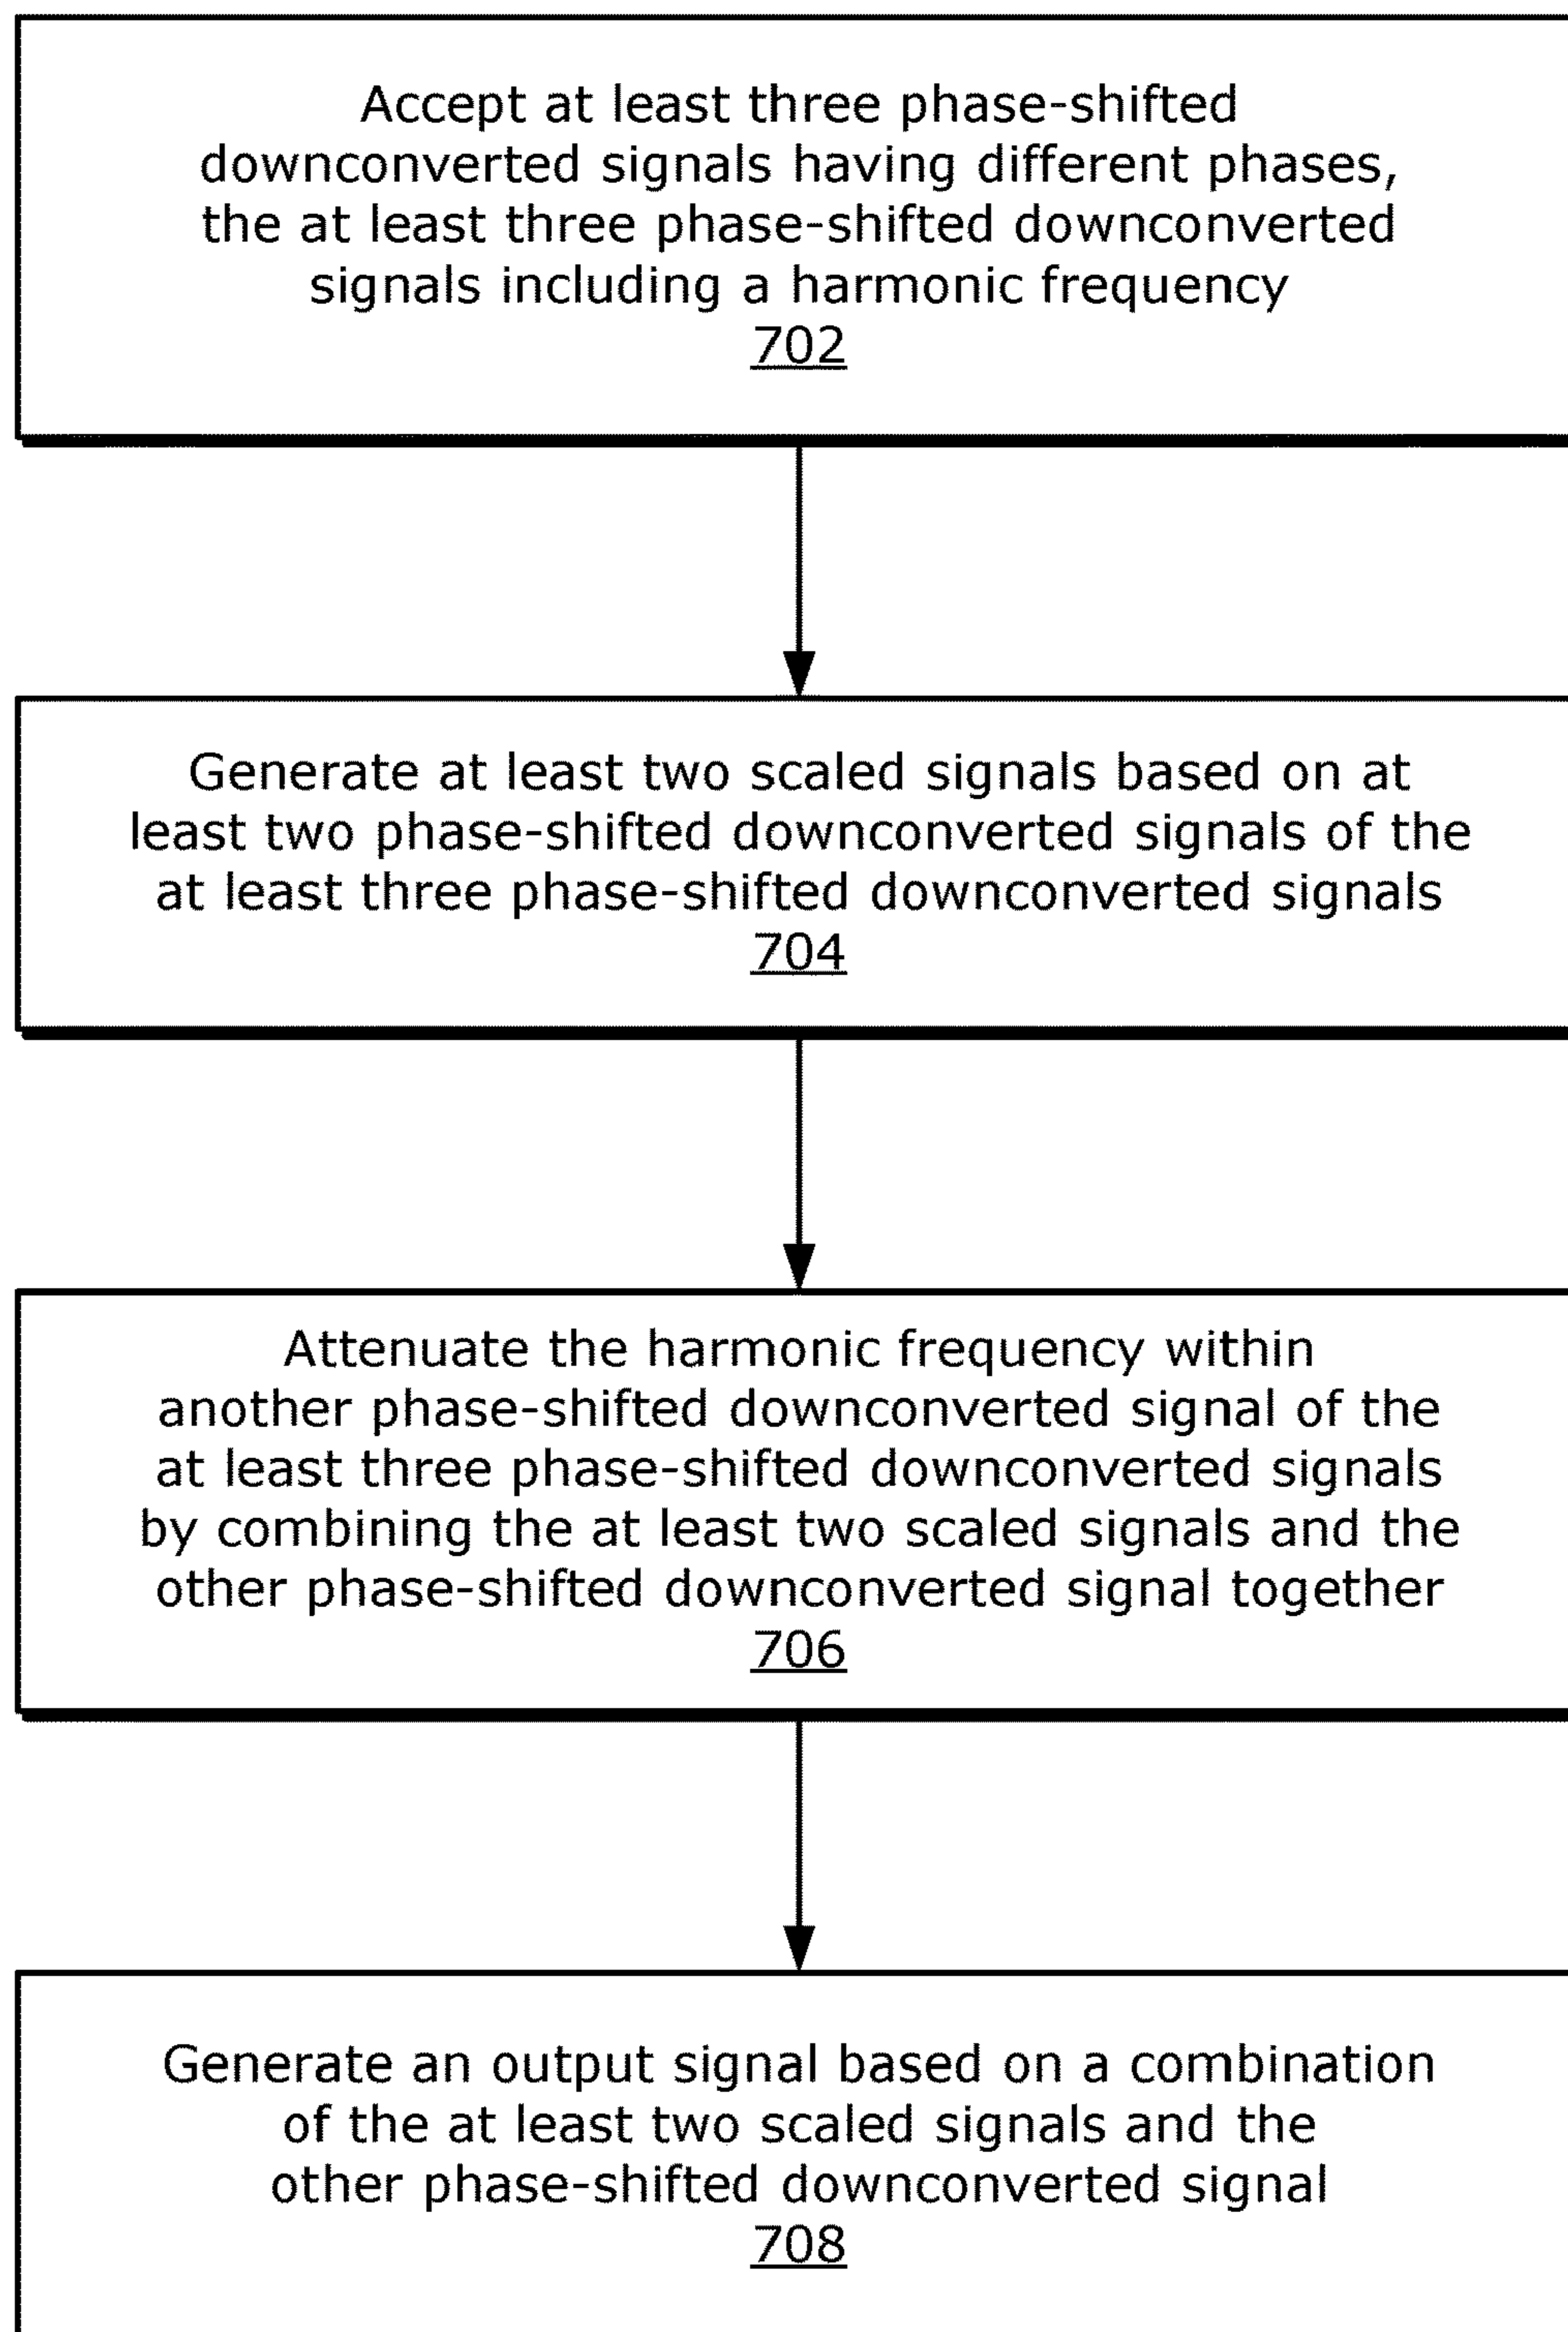 Accept at least three phase-shifted
downconverted signals having different phases,
the at least three phase-shifted downconverted
signals including a harmonic frequency
702
Generate at least two scaled signals based on at
least two phase-shifted downconverted signals of the
at least three phase-shifted downconverted signals
704
Attenuate the harmonic frequency within
another phase-shifted downconverted signal of the
at least three phase-shifted downconverted signals
by combining the at least two scaled signals and the
other phase-shifted downconverted signal together
706
Generate an output signal based on a combination
of the at least two scaled signals and the
other phase-shifted downconverted signal
708